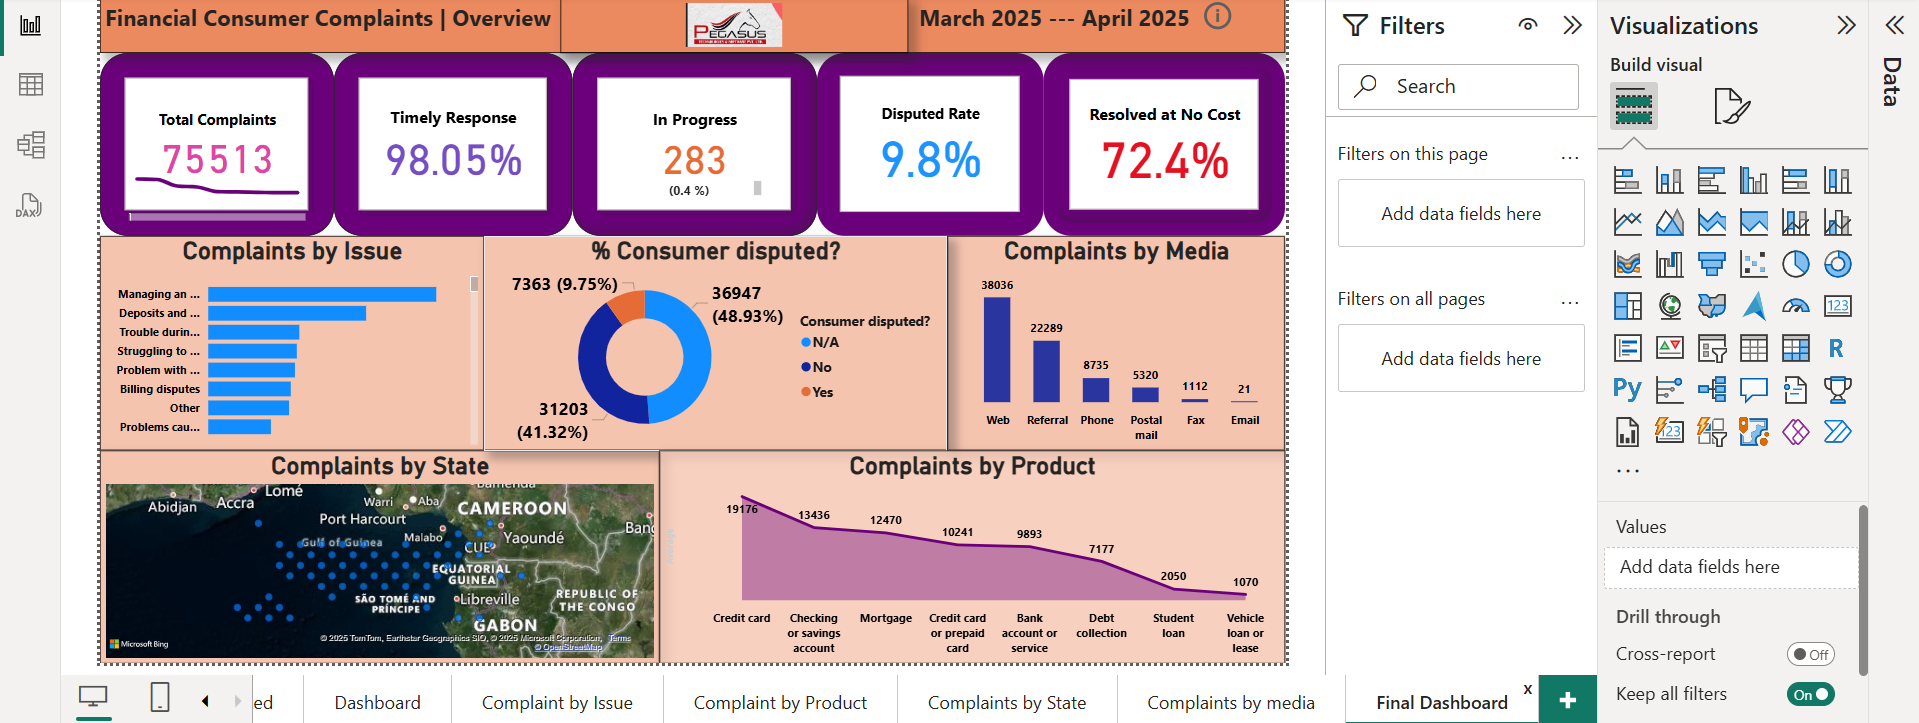 Financial Consumer Complaints | Overview
PEGASUS
March 2025 --- April 2025
Total Complaints
75513
Timely Response
98.05%
In Progress
283
(0.4 %)
Disputed Rate
9.8%
Resolved at No Cost
72.4%
Complaints by Issue
Managing an ...
Deposits and ...
Trouble durin...
Struggling to ...
Problem with ...
Billing disputes
Other
Problems cau...
% Consumer disputed?
7363 (9.75%)
36947
(48.93%)
31203
(41.32%)
Consumer disputed?
N/A
No
Yes
Complaints by Media
38036
22289
8735
5320
1112
21
Web
Referral
Phone
Postal
mail
Fax
Email
Complaints by State
Abidjan
Accra
Lomé
Warri
Aba
Bamenda
CAMEROON
Port Harcourt
Gulf of Guinea
Malabo
CUE
Yaoundé
Bang
EQUATORIAL
GUINEA
SÃO TOMÉ AND
PRÍNCIPE
Libreville
REPUBLIC OF
THE CONGO
GABON
Microsoft Bing
© 2025 TomTom, Earthstar Geographics SIO, © 2025 Microsoft Corporation, Terms
© OpenStreetMap
Complaints by Product
19176
13436
12470
10241
9893
7177
2050
1070
Credit card
Checking
or savings
account
Mortgage
Credit card
or prepaid
card
Bank
account or
service
Debt
collection
Student
loan
Vehicle
loan or
lease
ed
Dashboard
Complaint by Issue
Complaint by Product
Complaints by State
Complaints by media
Final Dashboard
x
+
DAX
Filters
Search
Filters on this page
...
Add data fields here
Filters on all pages
...
Add data fields here
Visualizations
Build visual
123
R
Py
123
...
Values
Add data fields here
Drill through
Cross-report
Off
Keep all filters
On
Data